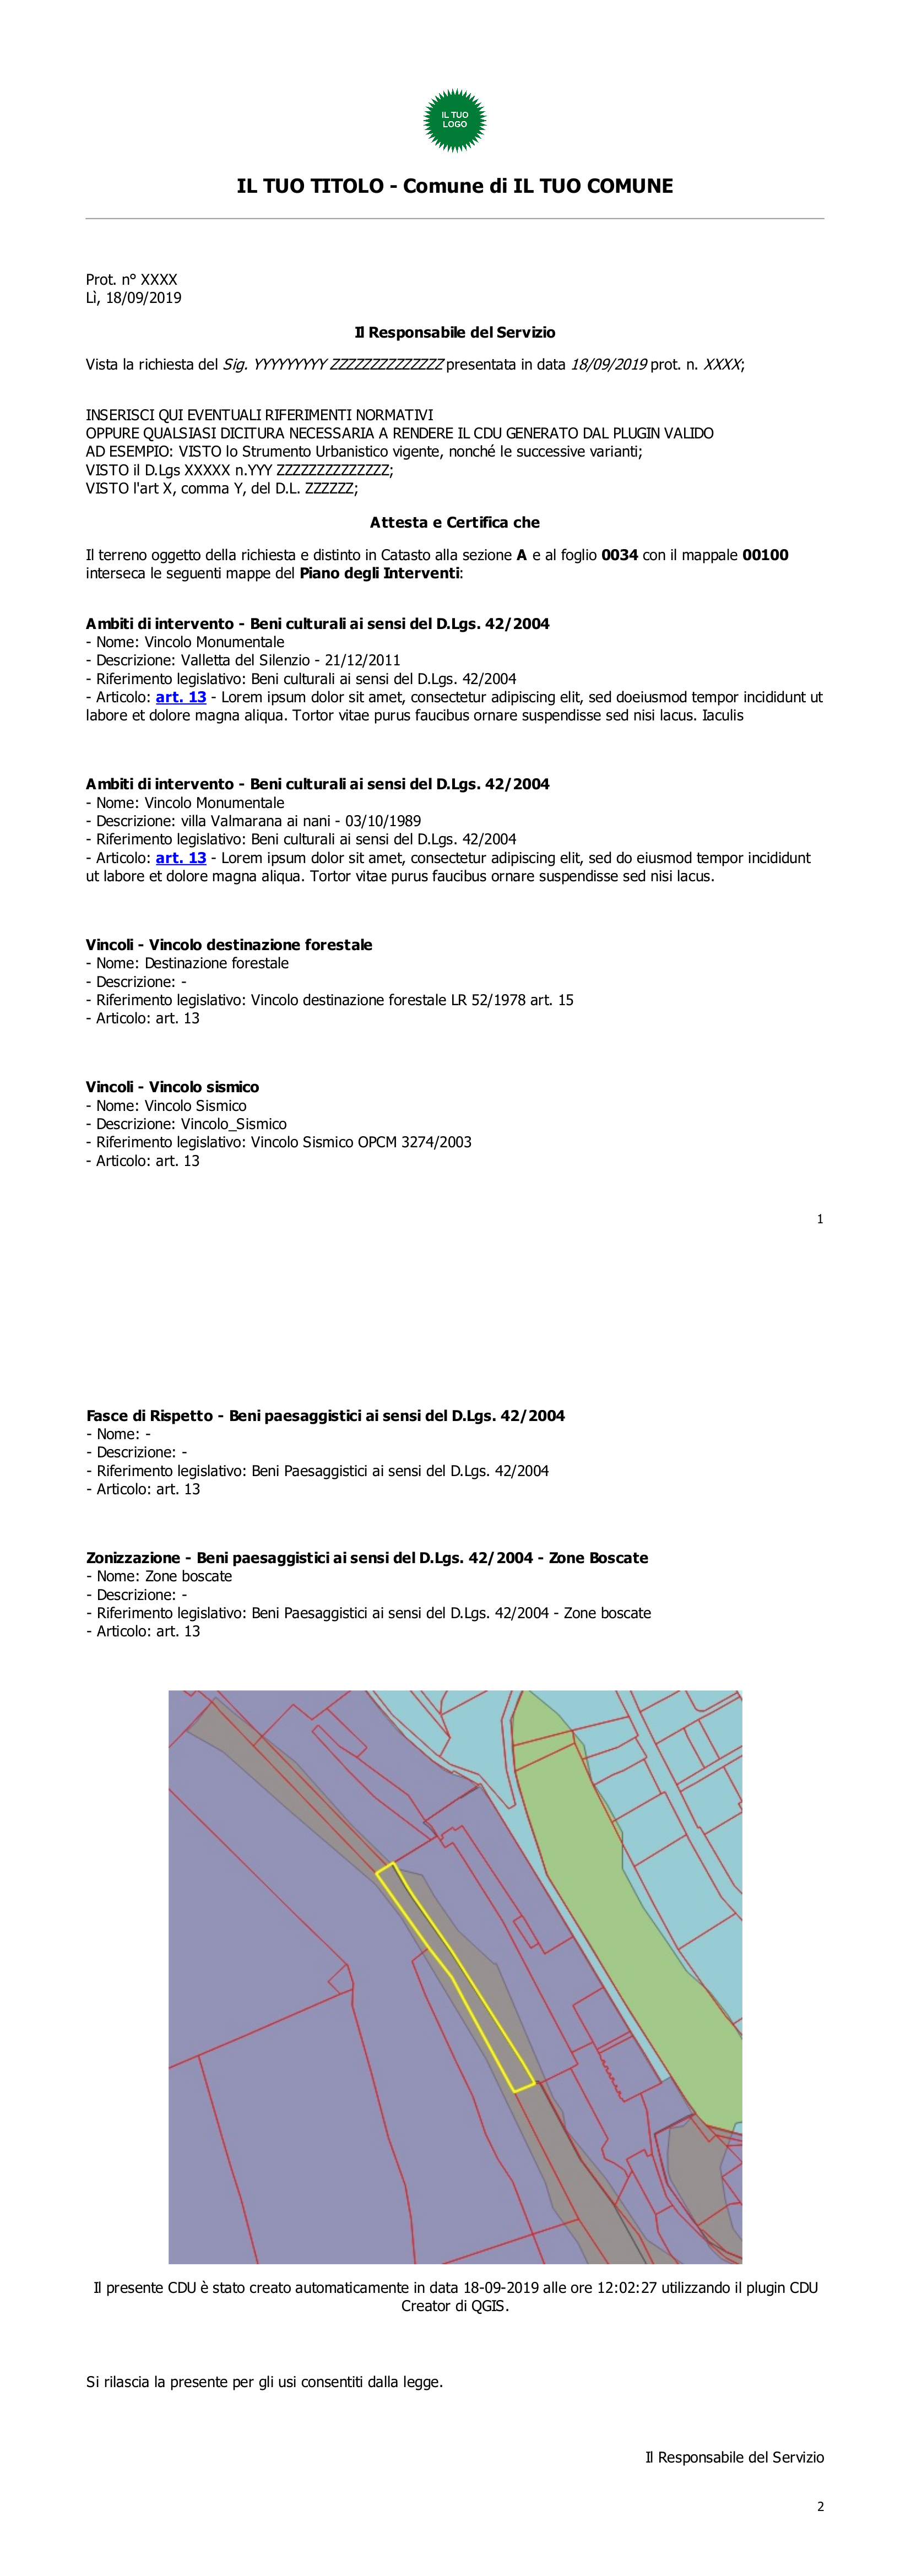 IL TUO
LOGO
IL TUO TITOLO - Comune di IL TUO COMUNE
Prot. n° XXXX
Lì, 18/09/2019
Il Responsabile del Servizio
Vista la richiesta del Sig. YYYYYYYYY ZZZZZZZZZZZZZZ presentata in data 18/09/2019 prot. n. XXXX;
INSERISCI QUI EVENTUALI RIFERIMENTI NORMATIVI
OPPURE QUALSIASI DICITURA NECESSARIA A RENDERE IL CDU GENERATO DAL PLUGIN VALIDO
AD ESEMPIO: VISTO lo Strumento Urbanistico vigente, nonché le successive varianti;
VISTO il D.Lgs XXXXX n.YYY ZZZZZZZZZZZZZZ;
VISTO l'art X, comma Y, del D.L. ZZZZZZ;
Attesta e Certifica che
Il terreno oggetto della richiesta e distinto in Catasto alla sezione A e al foglio 0034 con il mappale 00100
interseca le seguenti mappe del Piano degli Interventi:
Ambiti di intervento - Beni culturali ai sensi del D.Lgs. 42/2004
- Nome: Vincolo Monumentale
- Descrizione: Valletta del Silenzio - 21/12/2011
- Riferimento legislativo: Beni culturali ai sensi del D.Lgs. 42/2004
- Articolo: art. 13 - Lorem ipsum dolor sit amet, consectetur adipiscing elit, sed doeiusmod tempor incididunt ut
labore et dolore magna aliqua. Tortor vitae purus faucibus ornare suspendisse sed nisi lacus. Iaculis
Ambiti di intervento - Beni culturali ai sensi del D.Lgs. 42/2004
- Nome: Vincolo Monumentale
- Descrizione: villa Valmarana ai nani - 03/10/1989
- Riferimento legislativo: Beni culturali ai sensi del D.Lgs. 42/2004
- Articolo: art. 13 - Lorem ipsum dolor sit amet, consectetur adipiscing elit, sed do eiusmod tempor incididunt
ut labore et dolore magna aliqua. Tortor vitae purus faucibus ornare suspendisse sed nisi lacus.
Vincoli - Vincolo destinazione forestale
- Nome: Destinazione forestale
- Descrizione: -
- Riferimento legislativo: Vincolo destinazione forestale LR 52/1978 art. 15
- Articolo: art. 13
Vincoli - Vincolo sismico
- Nome: Vincolo Sismico
- Descrizione: Vincolo_Sismico
- Riferimento legislativo: Vincolo Sismico OPCM 3274/2003
- Articolo: art. 13
1
Fasce di Rispetto - Beni paesaggistici ai sensi del D.Lgs. 42/2004
- Nome: -
- Descrizione: -
- Riferimento legislativo: Beni Paesaggistici ai sensi del D.Lgs. 42/2004
- Articolo: art. 13
Zonizzazione - Beni paesaggistici ai sensi del D.Lgs. 42/2004 - Zone Boscate
- Nome: Zone boscate
- Descrizione: -
- Riferimento legislativo: Beni Paesaggistici ai sensi del D.Lgs. 42/2004 - Zone boscate
- Articolo: art. 13
Il presente CDU è stato creato automaticamente in data 18-09-2019 alle ore 12:02:27 utilizzando il plugin CDU
Creator di QGIS.
Si rilascia la presente per gli usi consentiti dalla legge.
Il Responsabile del Servizio
2